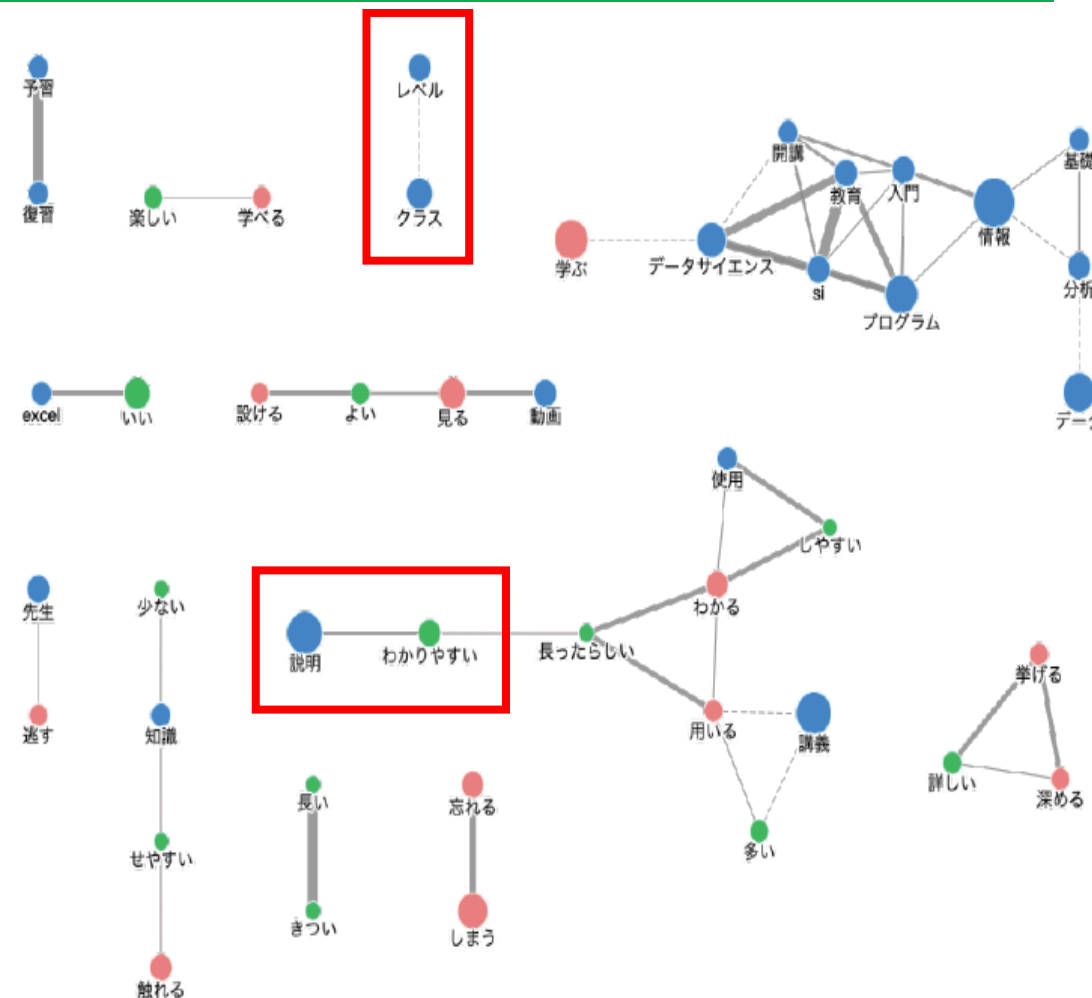 予習
レベル
復習
楽しい
学べる
クラス
開講
教育
入門
基礎
情報
学ぶ
データサイエンス
si
分析
プログラム
excel
いい
設ける
よい
見る
動画
デー
使用
しやすい
先生
少ない
わかる
説明
わかりやすい
長ったらしい
挙げる
逃す
知識
用いる
講義
詳しい
深める
長い
忘れる
せやすい
多い
きつい
しまう
触れる